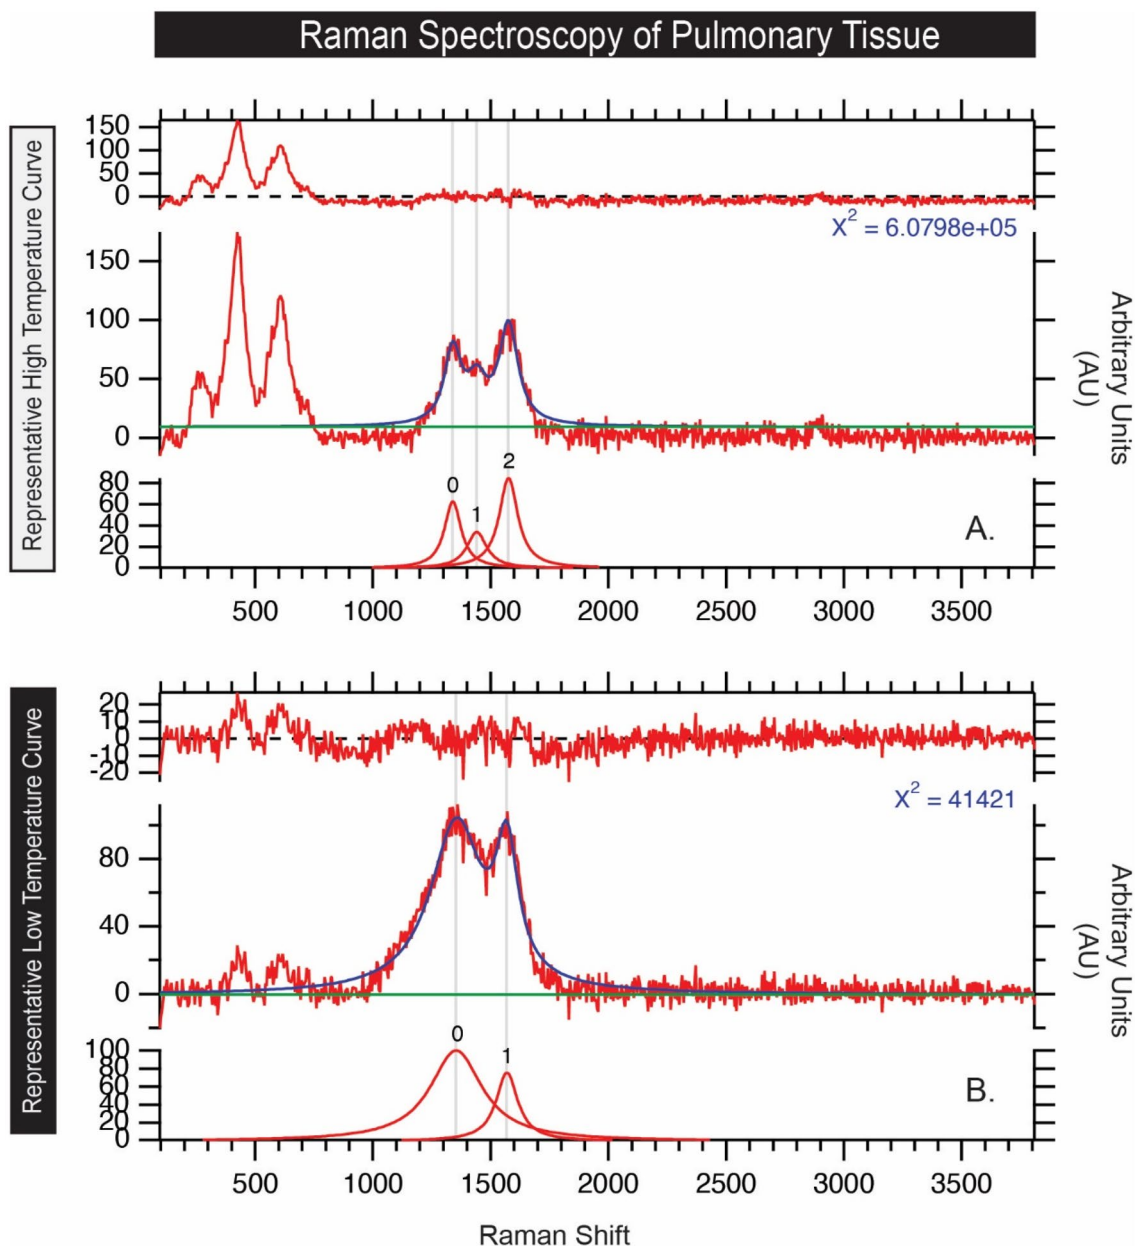 Raman Spectroscopy of Pulmonary Tissue
Representative High Temperature Curve
150
100
50
0
X² = 6.0798e+05
150
100
50
0
Arbitrary Units
(AU)
80
60
40
20
0
0
1
2
A.
500 1000 1500 2000 2500 3000 3500
Representative Low Temperature Curve
20
10
0
-10
-20
X² = 41421
80
40
0
Arbitrary Units
(AU)
100
80
60
40
20
0
0
1
B.
500 1000 1500 2000 2500 3000 3500
Raman Shift